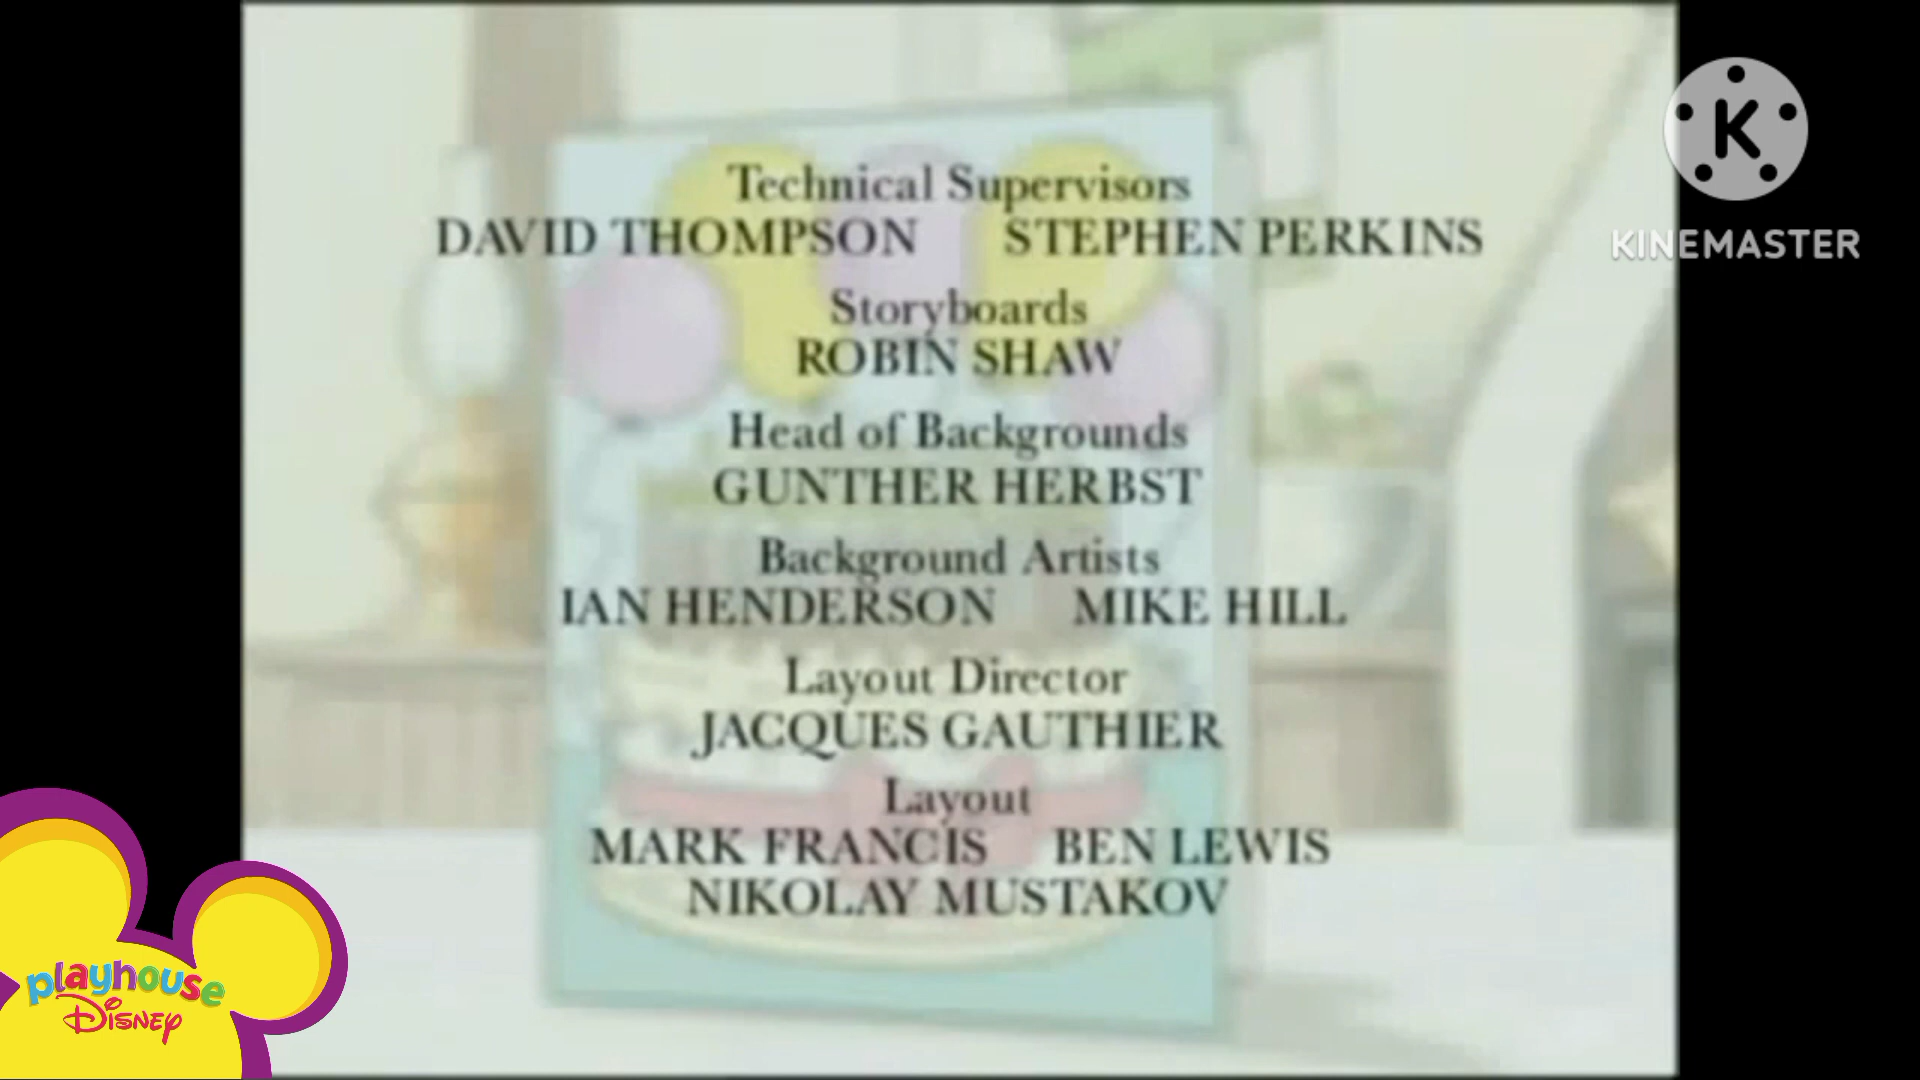 Technical Supervisors
DAVID THOMPSON STEPHEN PERKINS
Storyboards
ROBIN SHAW
Head of Backgrounds
GUNTHER HERBST
Background Artists
IAN HENDERSON MIKE HILL
Layout Director
JACQUES GAUTHIER
Layout
MARK FRANCIS BEN LEWIS
NIKOLAY MUSTAKOV
K
KINEMASTER
playhouse
DISNEY